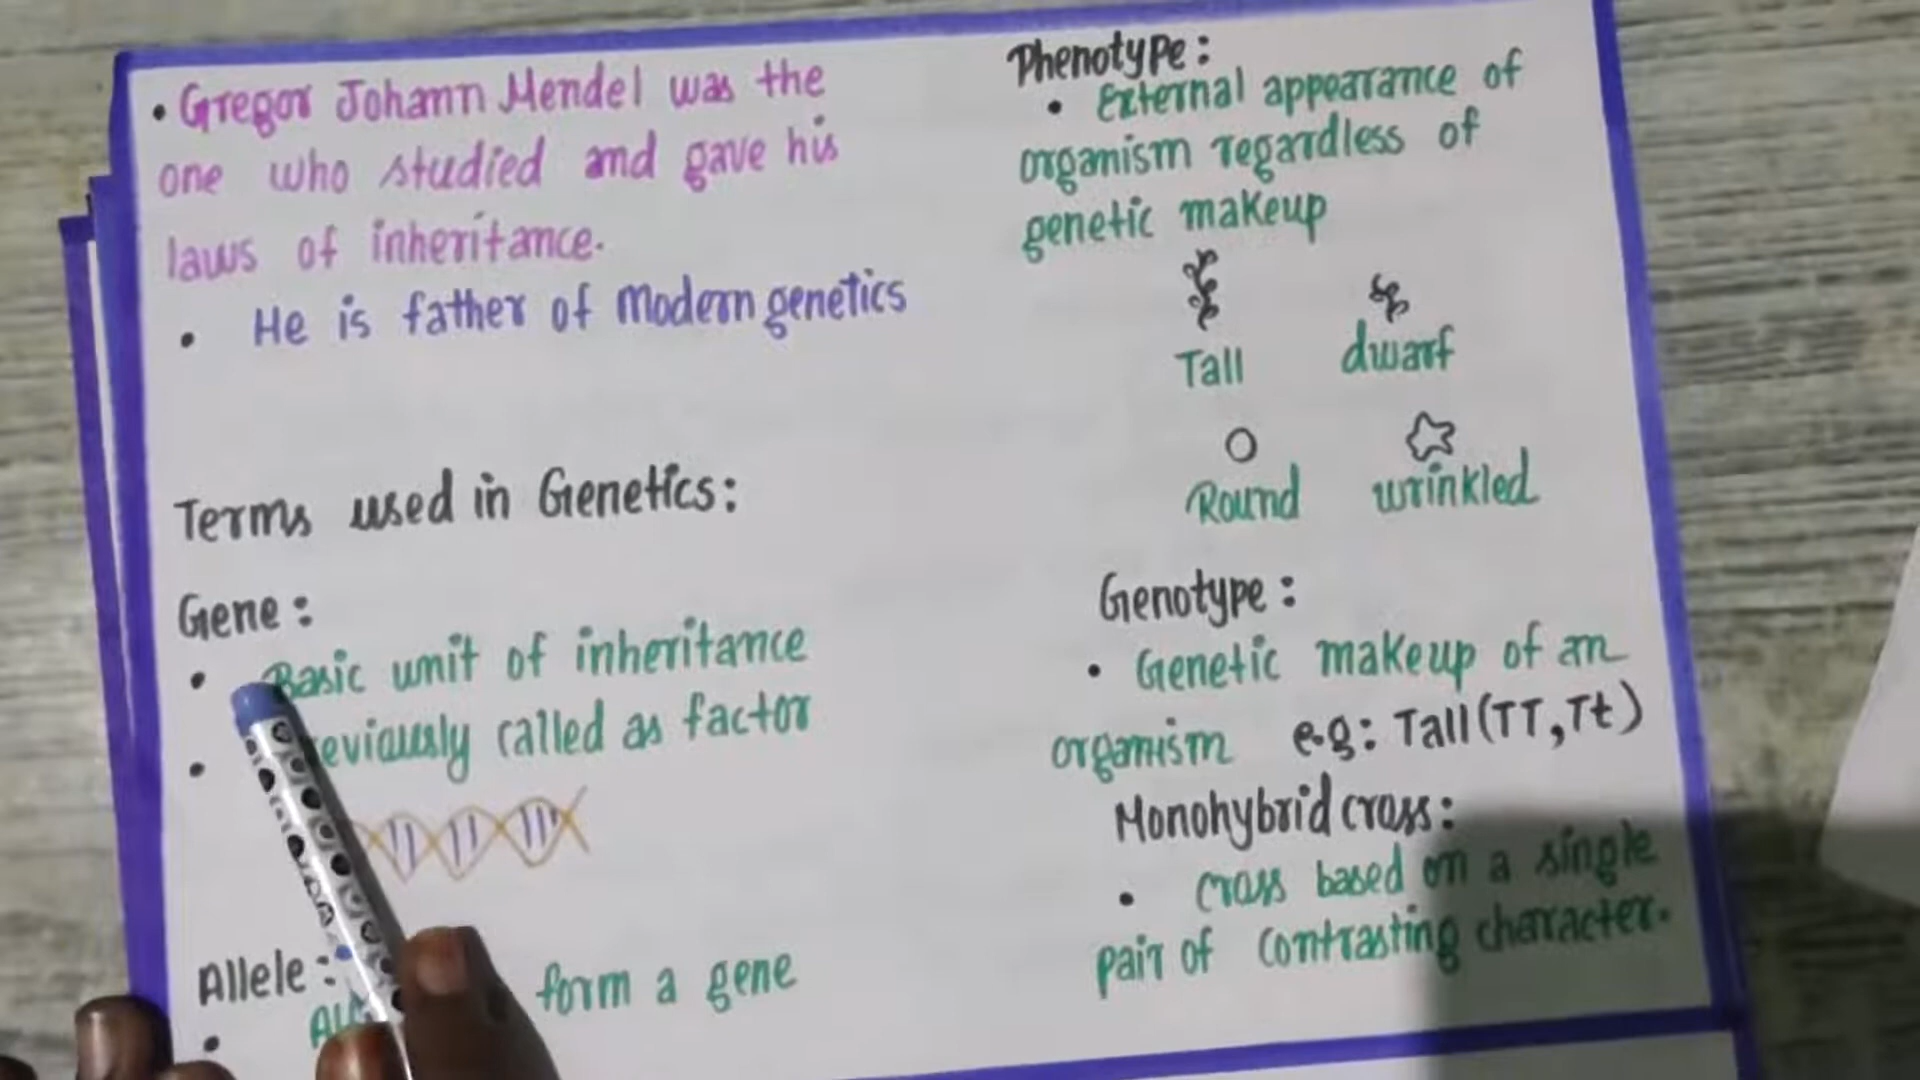 • Gregor Johann Mendel was the
one who studied and gave his
laws of inheritance.
• He is father of Modern genetics
Terms used in Genetics:
Gene:
• Basic unit of inheritance
• called as factor
Allele:
• form a gene
Phenotype:
• External appearance of
organism regardless of
genetic makeup
Tall dwarf
Round wrinkled
Genotype:
• Genetic makeup of an
organism e.g: Tall (TT, Tt)
Monohybrid cross:
• cross based on a single
pair of contrasting character.